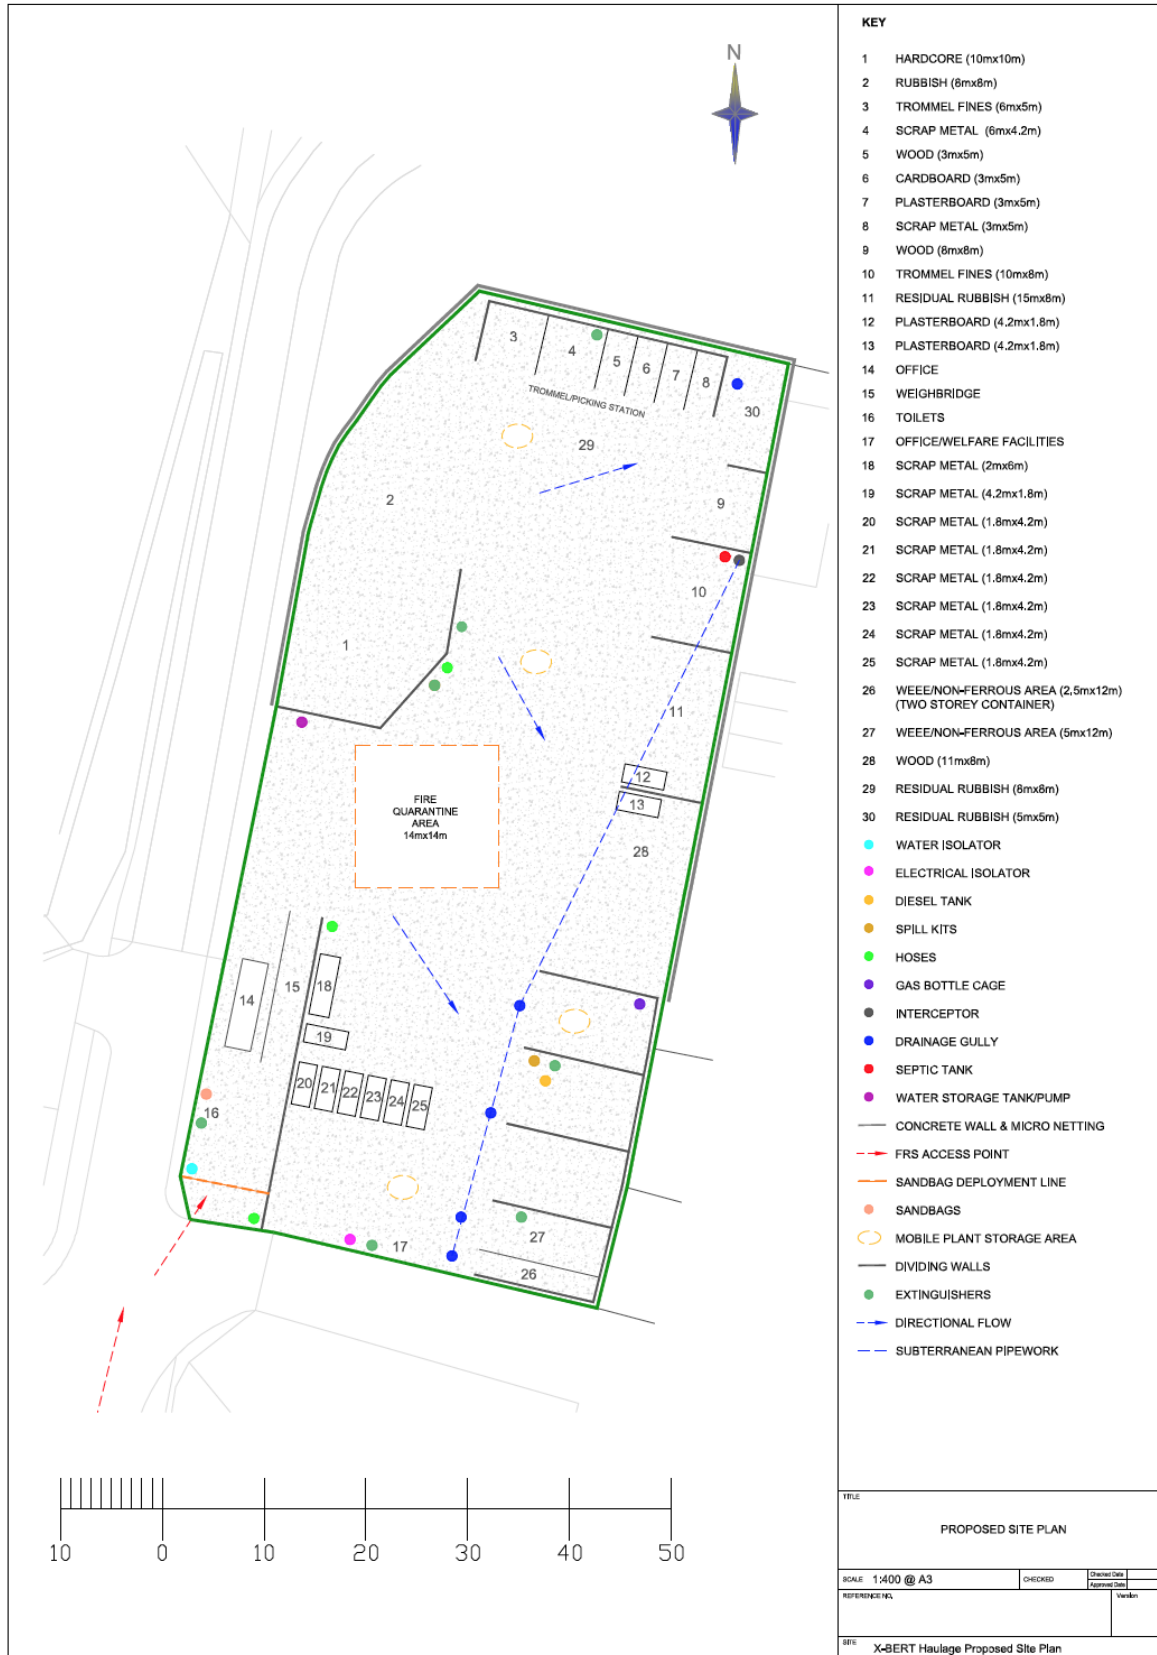 N
3
4
5
6
7
8
30
TROMMEL/PICKING STATION
29
2
9
10
1
11
12
13
28
FIRE
QUARANTINE
AREA
14mx14m
14
15
18
19
20
21
22
23
24
25
16
17
27
26
10
0
10
20
30
40
50
KEY
1 HARDCORE (10mx10m)
2 RUBBISH (6mx8m)
3 TROMMEL FINES (6mx5m)
4 SCRAP METAL (6mx4.2m)
5 WOOD (3mx5m)
6 CARDBOARD (3mx5m)
7 PLASTERBOARD (3mx5m)
8 SCRAP METAL (3mx5m)
9 WOOD (8mx8m)
10 TROMMEL FINES (10mx8m)
11 RESIDUAL RUBBISH (15mx8m)
12 PLASTERBOARD (4.2mx1.8m)
13 PLASTERBOARD (4.2mx1.8m)
14 OFFICE
15 WEIGHBRIDGE
16 TOILETS
17 OFFICE/WELFARE FACILITIES
18 SCRAP METAL (2mx6m)
19 SCRAP METAL (4.2mx1.8m)
20 SCRAP METAL (1.8mx4.2m)
21 SCRAP METAL (1.8mx4.2m)
22 SCRAP METAL (1.8mx4.2m)
23 SCRAP METAL (1.8mx4.2m)
24 SCRAP METAL (1.8mx4.2m)
25 SCRAP METAL (1.8mx4.2m)
26 WEEE/NON-FERROUS AREA (2,5mx12m)
(TWO STOREY CONTAINER)
27 WEEE/NON-FERROUS AREA (5mx12m)
28 WOOD (11mx8m)
29 RESIDUAL RUBBISH (8mx8m)
30 RESIDUAL RUBBISH (5mx5m)
WATER ISOLATOR
ELECTRICAL ISOLATOR
DIESEL TANK
SPILL KITS
HOSES
GAS BOTTLE CAGE
INTERCEPTOR
DRAINAGE GULLY
SEPTIC TANK
WATER STORAGE TANK/PUMP
CONCRETE WALL & MICRO NETTING
FRS ACCESS POINT
SANDBAG DEPLOYMENT LINE
SANDBAGS
MOBILE PLANT STORAGE AREA
DIVIDING WALLS
EXTINGUISHERS
DIRECTIONAL FLOW
SUBTERRANEAN PIPEWORK
TITLE
PROPOSED SITE PLAN
SCALE 1:400 @ A3 CHECKED Checked Date
Approved Date
REFERENCE NO. Version
SITE X-BERT Haulage Proposed Site Plan